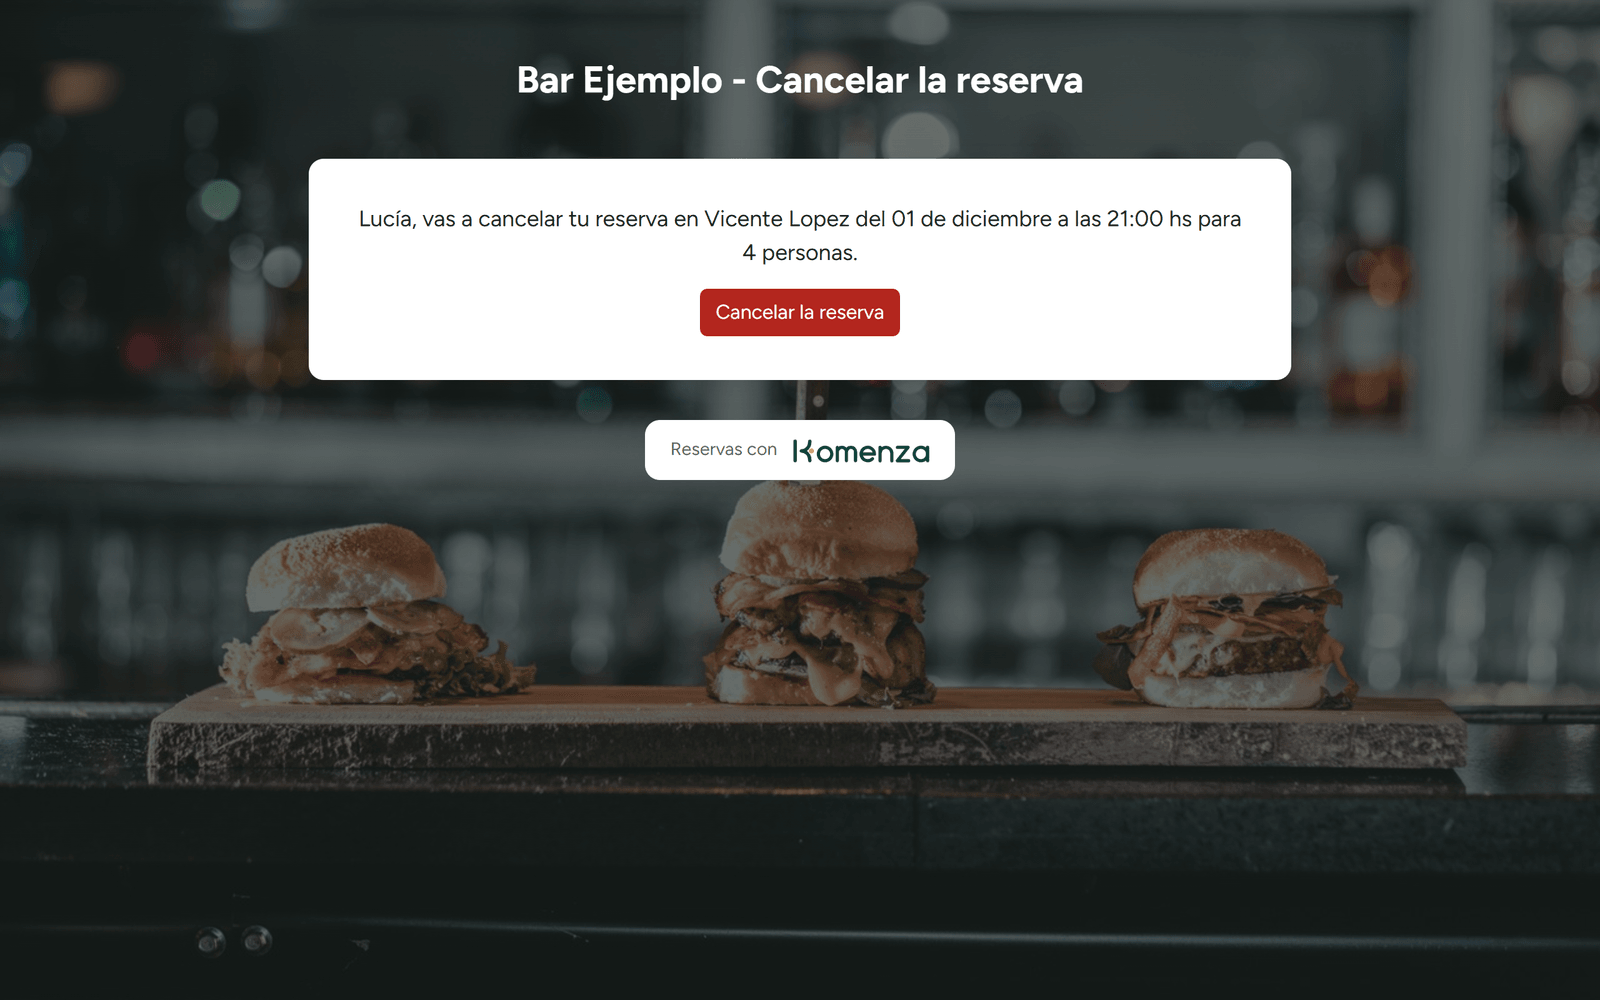 Bar Ejemplo - Cancelar la reserva
Lucía, vas a cancelar tu reserva en Vicente Lopez del 01 de diciembre a las 21:00 hs para
4 personas.
Cancelar la reserva
Reservas con Komenza